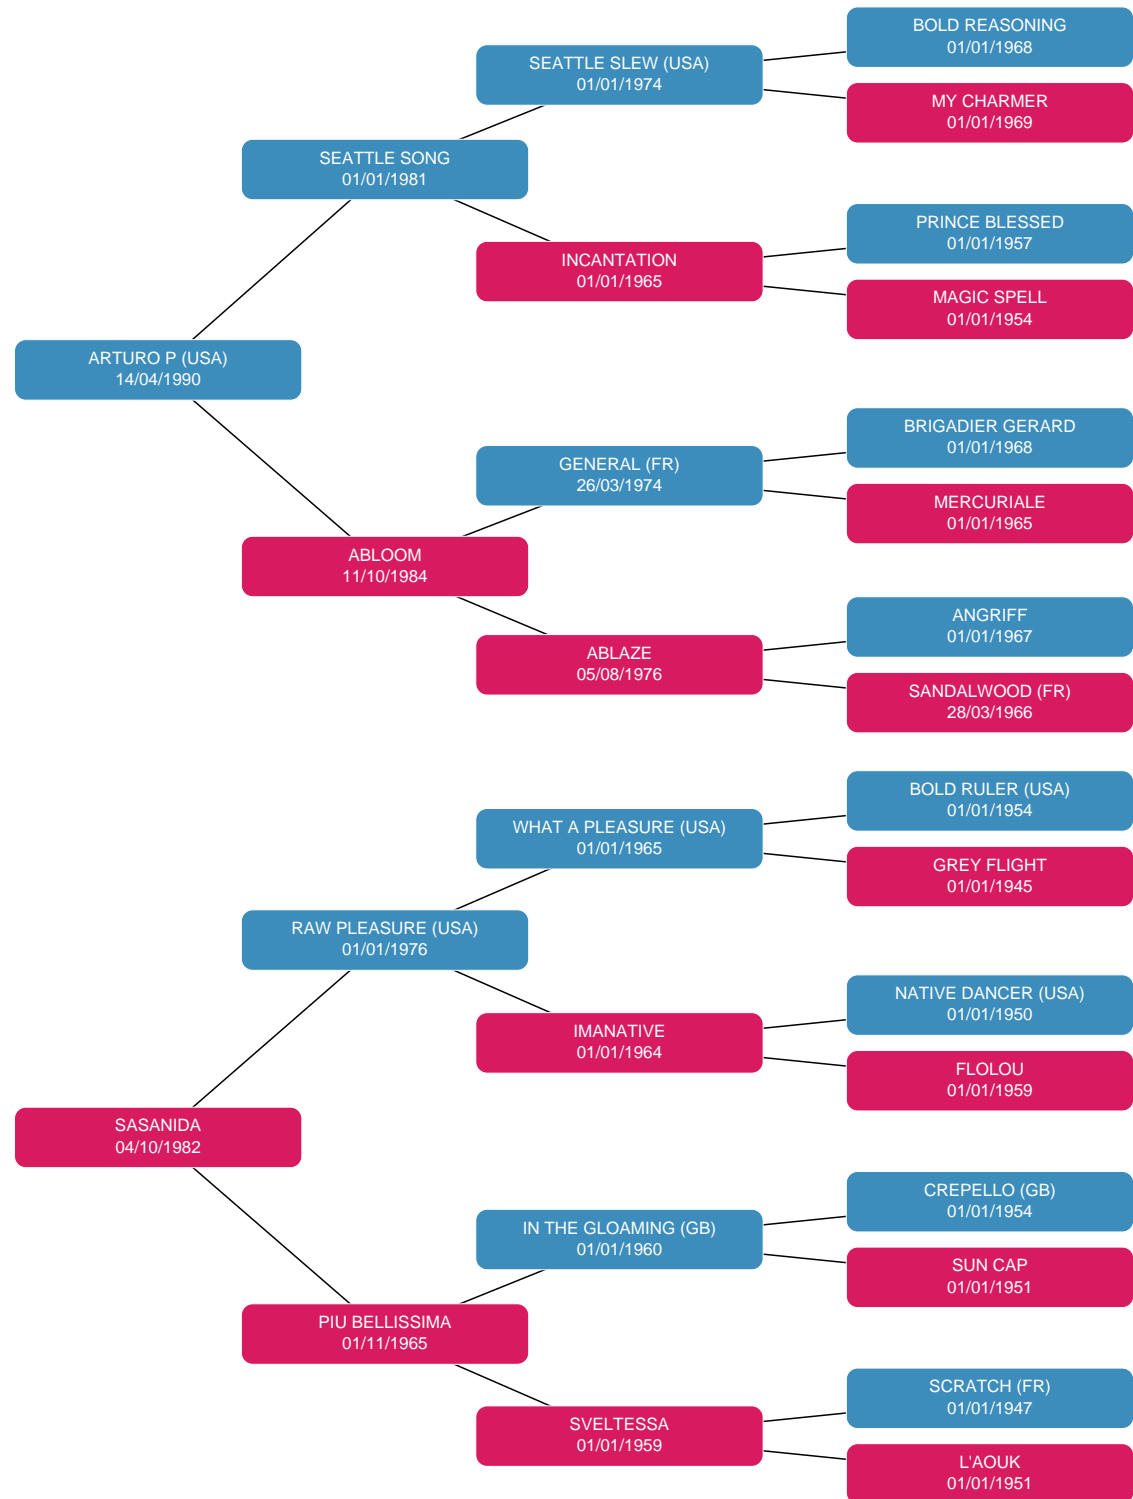 BOLD REASONING
01/01/1968
SEATTLE SLEW (USA)
01/01/1974
MY CHARMER
01/01/1969
SEATTLE SONG
01/01/1981
PRINCE BLESSED
01/01/1957
INCANTATION
01/01/1965
MAGIC SPELL
01/01/1954
ARTURO P (USA)
14/04/1990
BRIGADIER GERARD
01/01/1968
GENERAL (FR)
26/03/1974
MERCURIALE
01/01/1965
ABLOOM
11/10/1984
ANGRIFF
01/01/1967
ABLAZE
05/08/1976
SANDALWOOD (FR)
28/03/1966
BOLD RULER (USA)
01/01/1954
WHAT A PLEASURE (USA)
01/01/1965
GREY FLIGHT
01/01/1945
RAW PLEASURE (USA)
01/01/1976
NATIVE DANCER (USA)
01/01/1950
IMANATIVE
01/01/1964
FLOLOU
01/01/1959
SASANIDA
04/10/1982
CREPELLO (GB)
01/01/1954
IN THE GLOAMING (GB)
01/01/1960
SUN CAP
01/01/1951
PIU BELLISSIMA
01/11/1965
SCRATCH (FR)
01/01/1947
SVELTESSA
01/01/1959
L'AOUK
01/01/1951